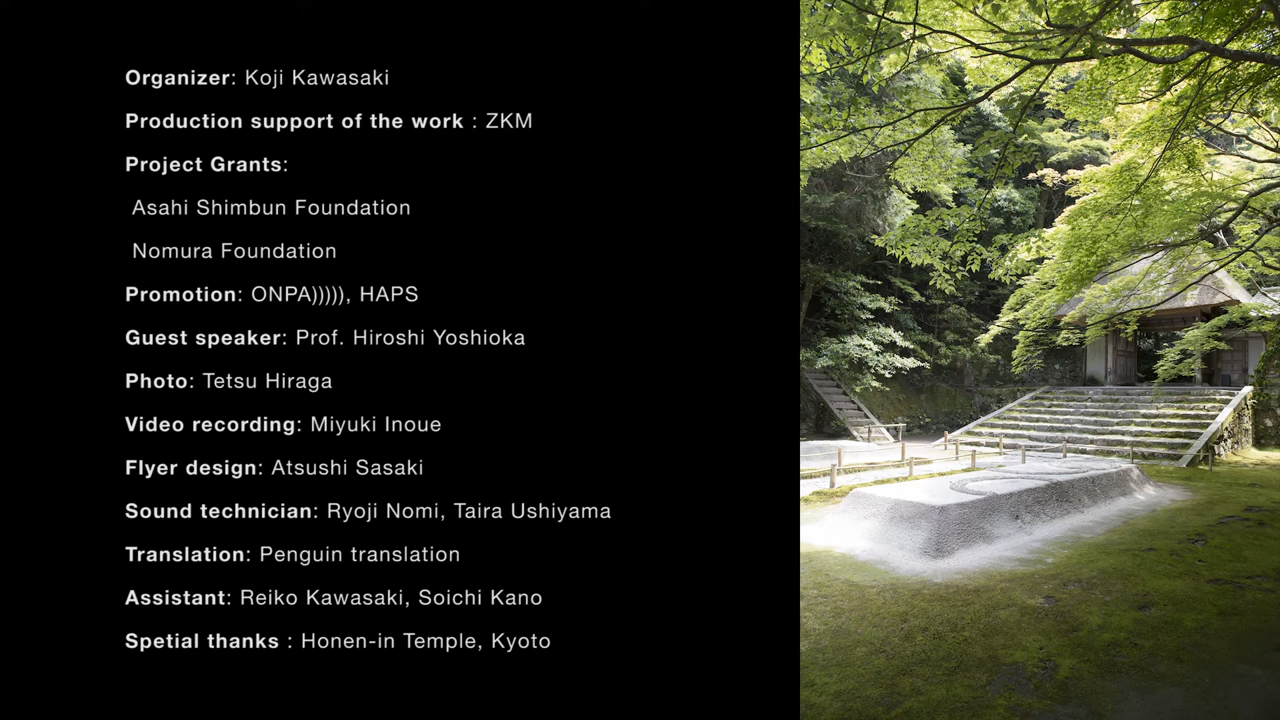 Organizer: Koji Kawasaki
Production support of the work : ZKM
Project Grants:
Asahi Shimbun Foundation
Nomura Foundation
Promotion: ONPA))))), HAPS
Guest speaker: Prof. Hiroshi Yoshioka
Photo: Tetsu Hiraga
Video recording: Miyuki Inoue
Flyer design: Atsushi Sasaki
Sound technician: Ryoji Nomi, Taira Ushiyama
Translation: Penguin translation
Assistant: Reiko Kawasaki, Soichi Kano
Spetial thanks : Honen-in Temple, Kyoto